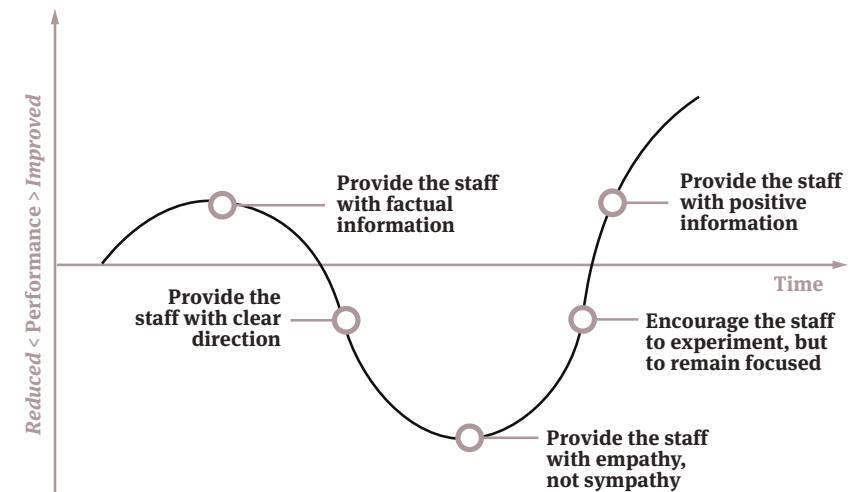 Reduced < Performance > Improved
Provide the staff
with factual
information
Provide the
staff with clear
direction
Provide the staff
with empathy,
not sympathy
Encourage the staff
to experiment, but
to remain focused
Provide the staff
with positive
information
Time